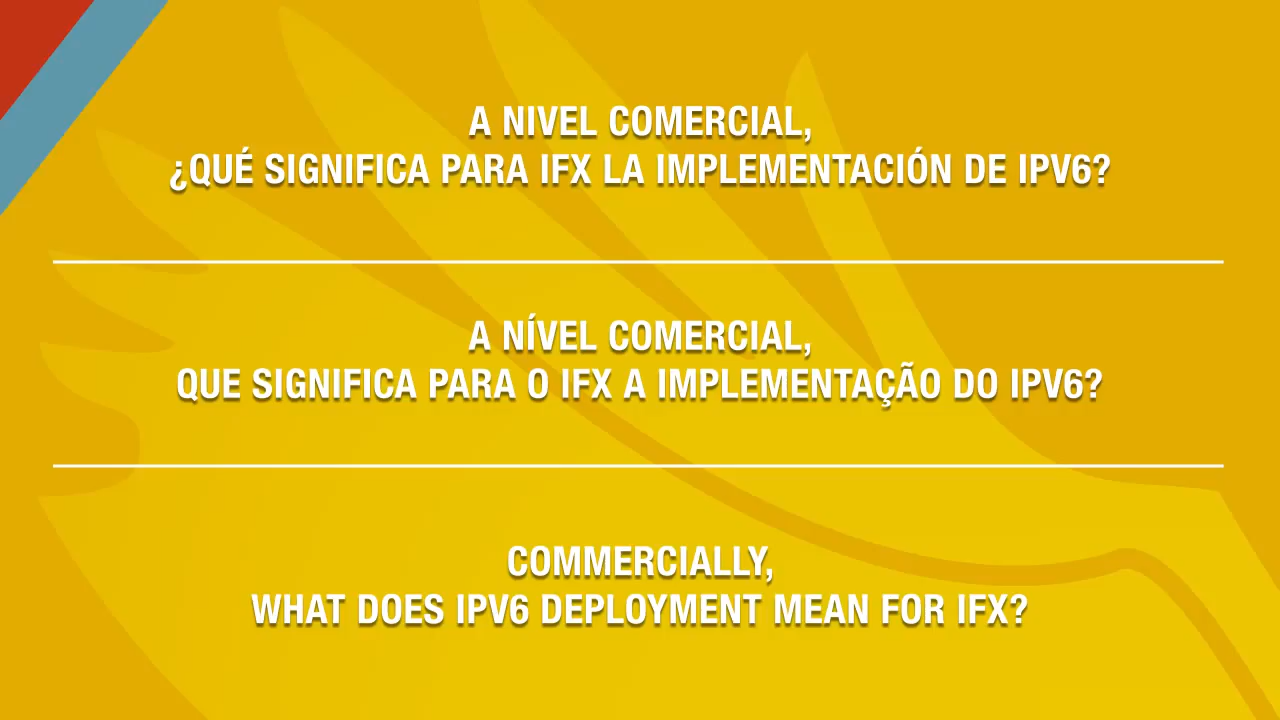 A NIVEL COMERCIAL,
¿QUÉ SIGNIFICA PARA IFX LA IMPLEMENTACIÓN DE IPV6?
A NÍVEL COMERCIAL,
QUE SIGNIFICA PARA O IFX A IMPLEMENTAÇÃO DO IPV6?
COMMERCIALLY,
WHAT DOES IPV6 DEPLOYMENT MEAN FOR IFX?